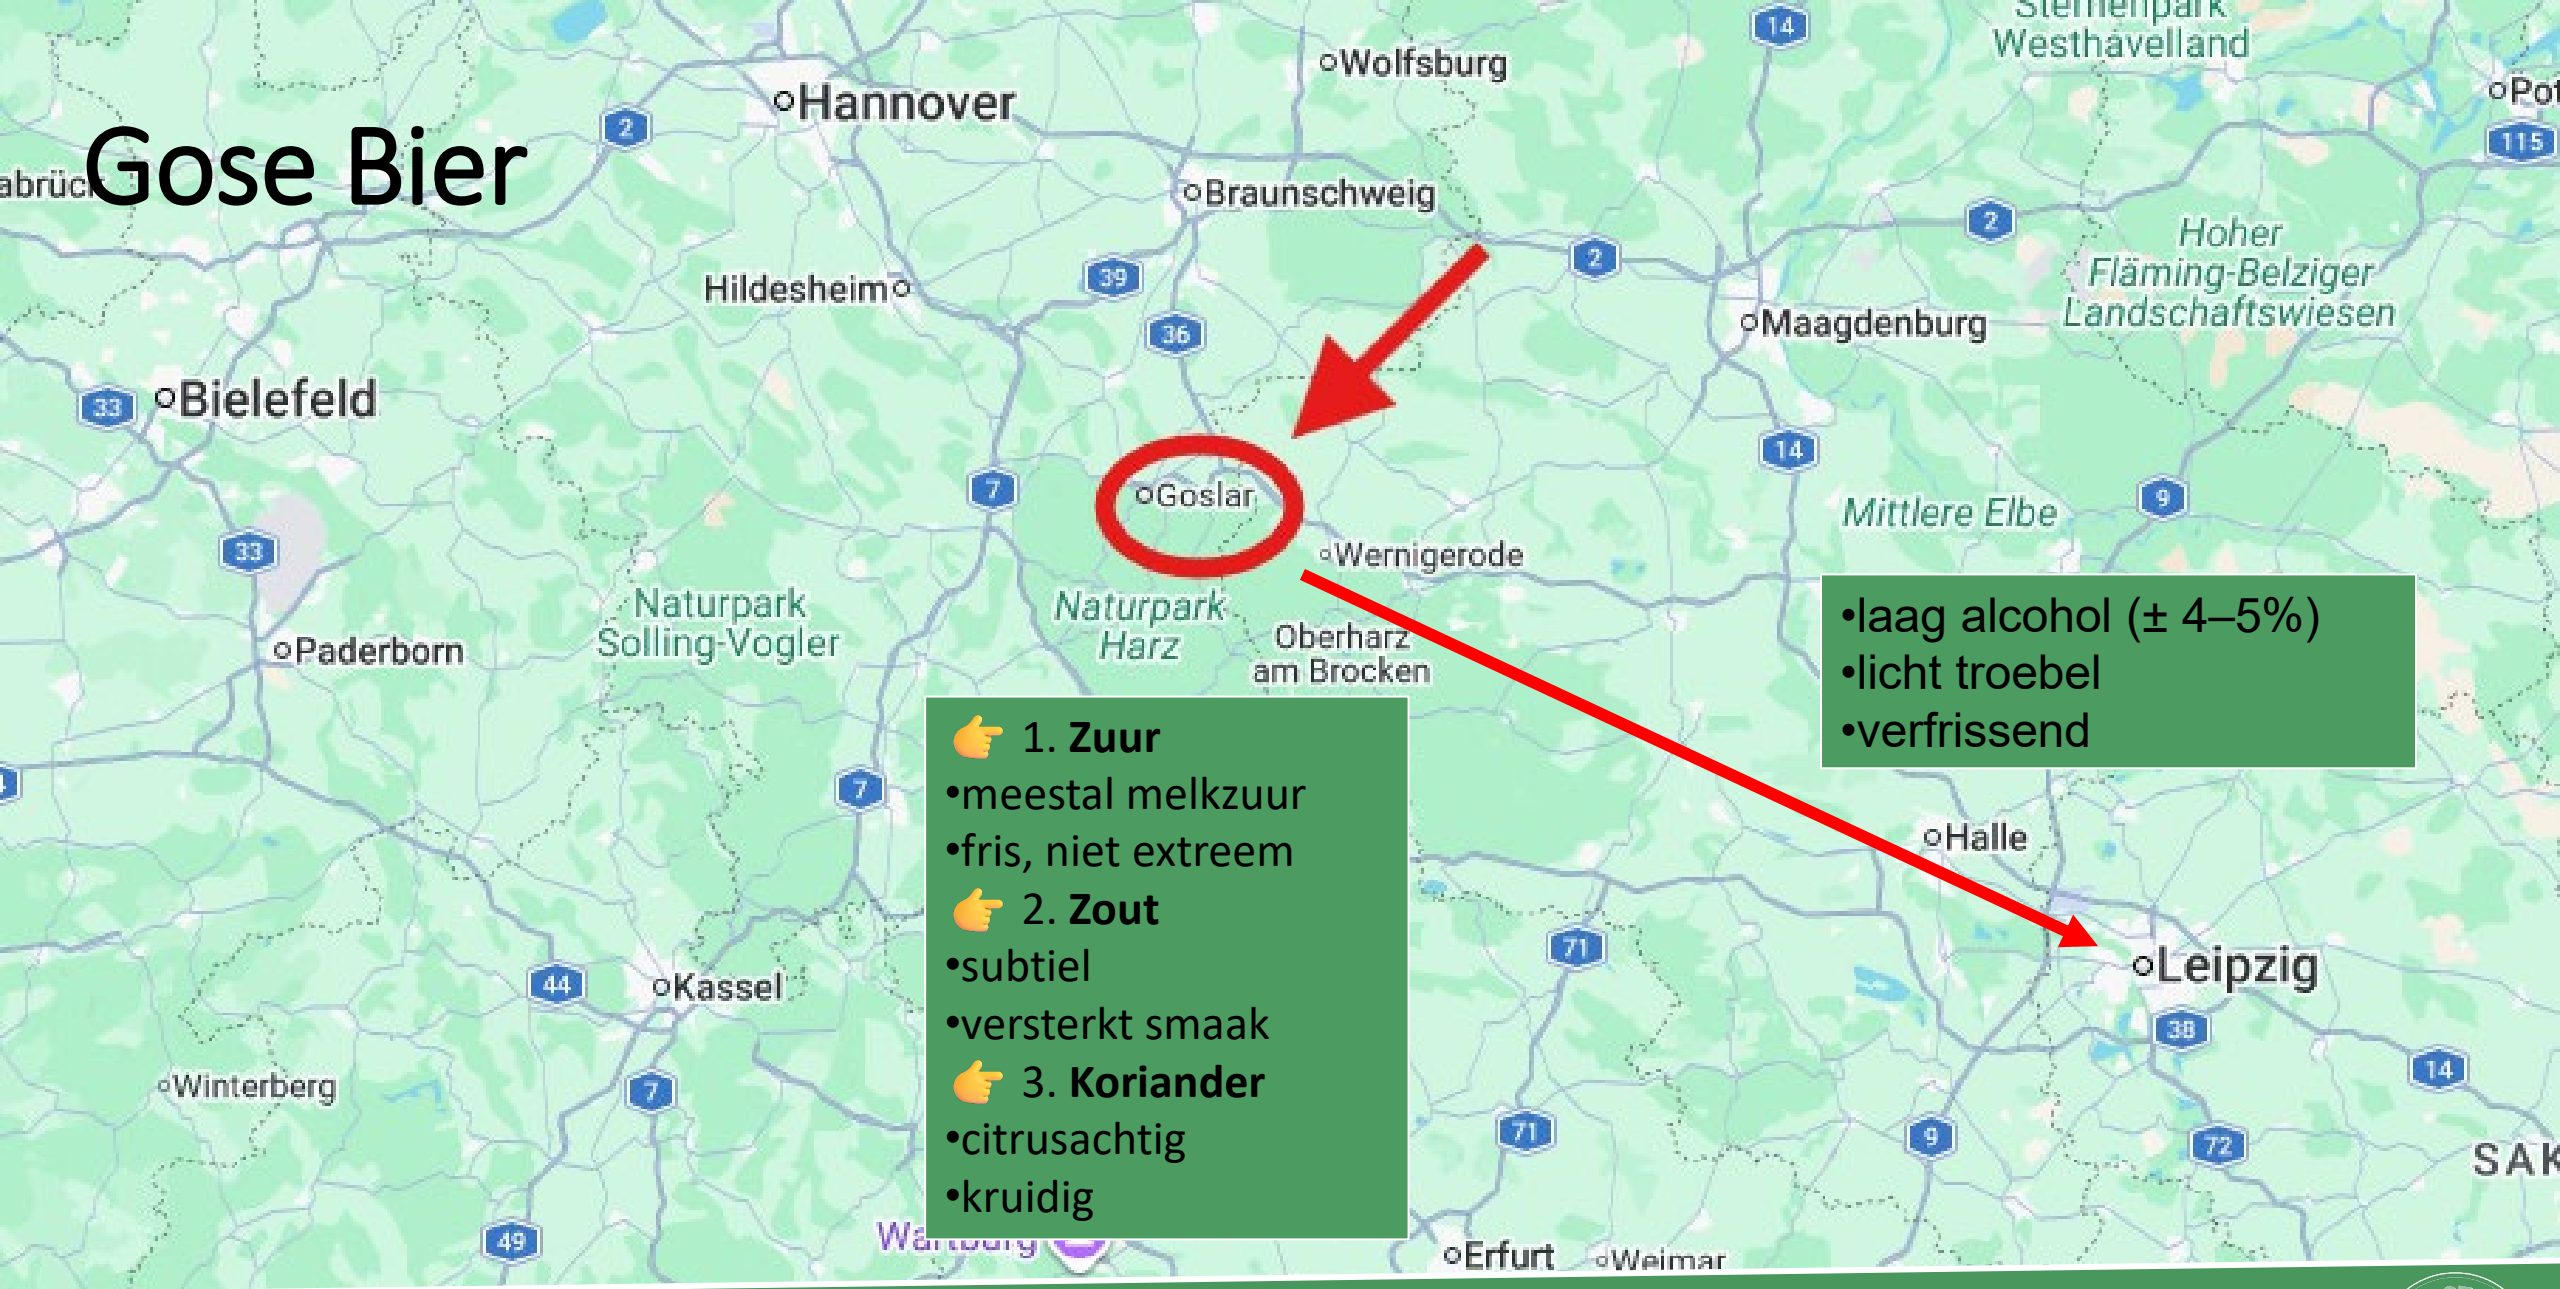 Gose Bier
Westhavelland
Wolfsburg
Hannover
14
2
115
abrück
Braunschweig
2
Hoher
Fläming-Belziger
Landschaftswiesen
2
39
Hildesheim
36
Maagdenburg
Bielefeld
33
14
7
Goslar
9
Mittlere Elbe
33
Wernigerode
Naturpark
Solling-Vogler
Naturpark
Harz
Oberharz
am Brocken
Paderborn
•laag alcohol (± 4–5%)
•licht troebel
•verfrissend
👉 1. Zuur
•meestal melkzuur
•fris, niet extreem
👉 2. Zout
•subtiel
•versterkt smaak
👉 3. Koriander
•citrusachtig
•kruidig
7
Halle
71
Leipzig
44
Kassel
38
14
Winterberg
7
71
9
72
49
Wartburg
Erfurt
Weimar